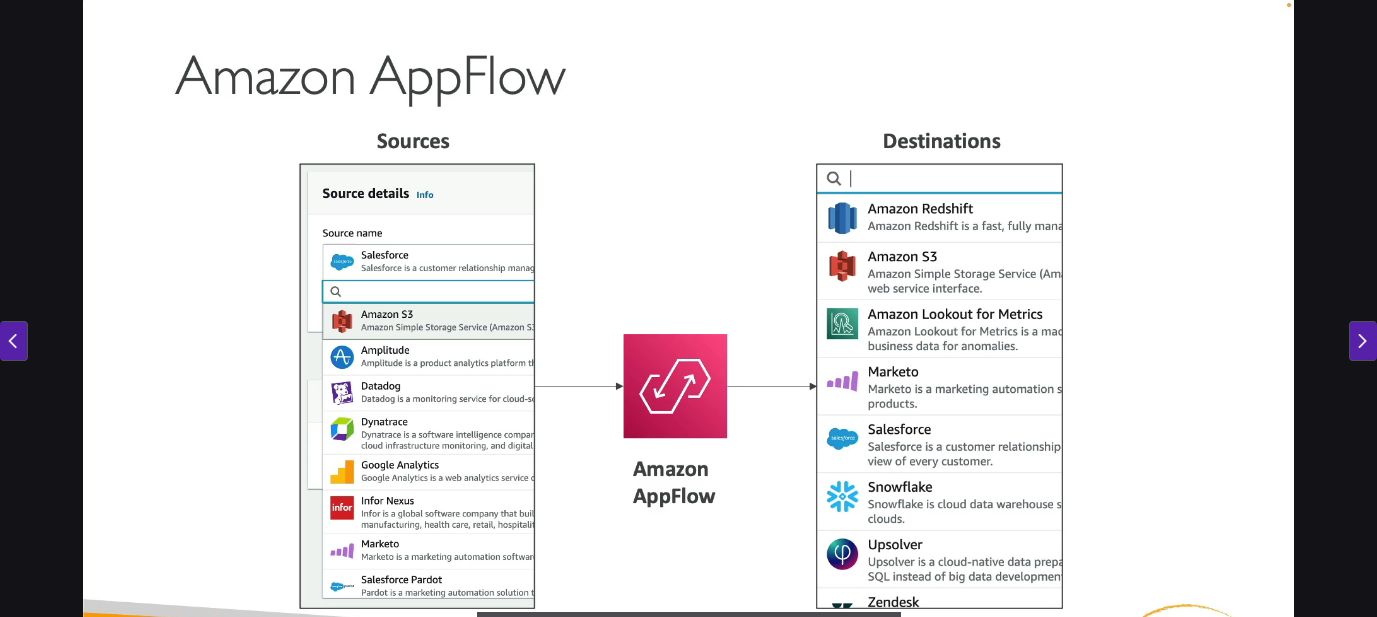 Amazon AppFlow
Sources
Source details Info
Source name
Salesforce
Salesforce is a customer relationship manag
Amazon S3
Amazon Simple Storage Service (Amazon S3
Amplitude
Amplitude is a product analytics platform th
Datadog
Datadog is a monitoring service for cloud-sc
Dynatrace
Dynatrace is a software intelligence compan
cloud infrastructure monitoring, and digital
Google Analytics
Google Analytics is a web analytics service o
infor
Infor Nexus
Infor is a global software company that buil
manufacturing, health care, retail, hospitalit
Marketo
Marketo is a marketing automation softwar
Salesforce Pardot
Pardot is a marketing automation solution t
Amazon
AppFlow
Destinations
Amazon Redshift
Amazon Redshift is a fast, fully mana
Amazon S3
Amazon Simple Storage Service (Ama
web service interface.
Amazon Lookout for Metrics
Amazon Lookout for Metrics is a mac
business data for anomalies.
Marketo
Marketo is a marketing automation s
products.
salesforce
Salesforce
Salesforce is a customer relationship
view of every customer.
Snowflake
Snowflake is cloud data warehouse s
clouds.
Upsolver
Upsolver is a cloud-native data prepa
SQL instead of big data developmen
Zendesk